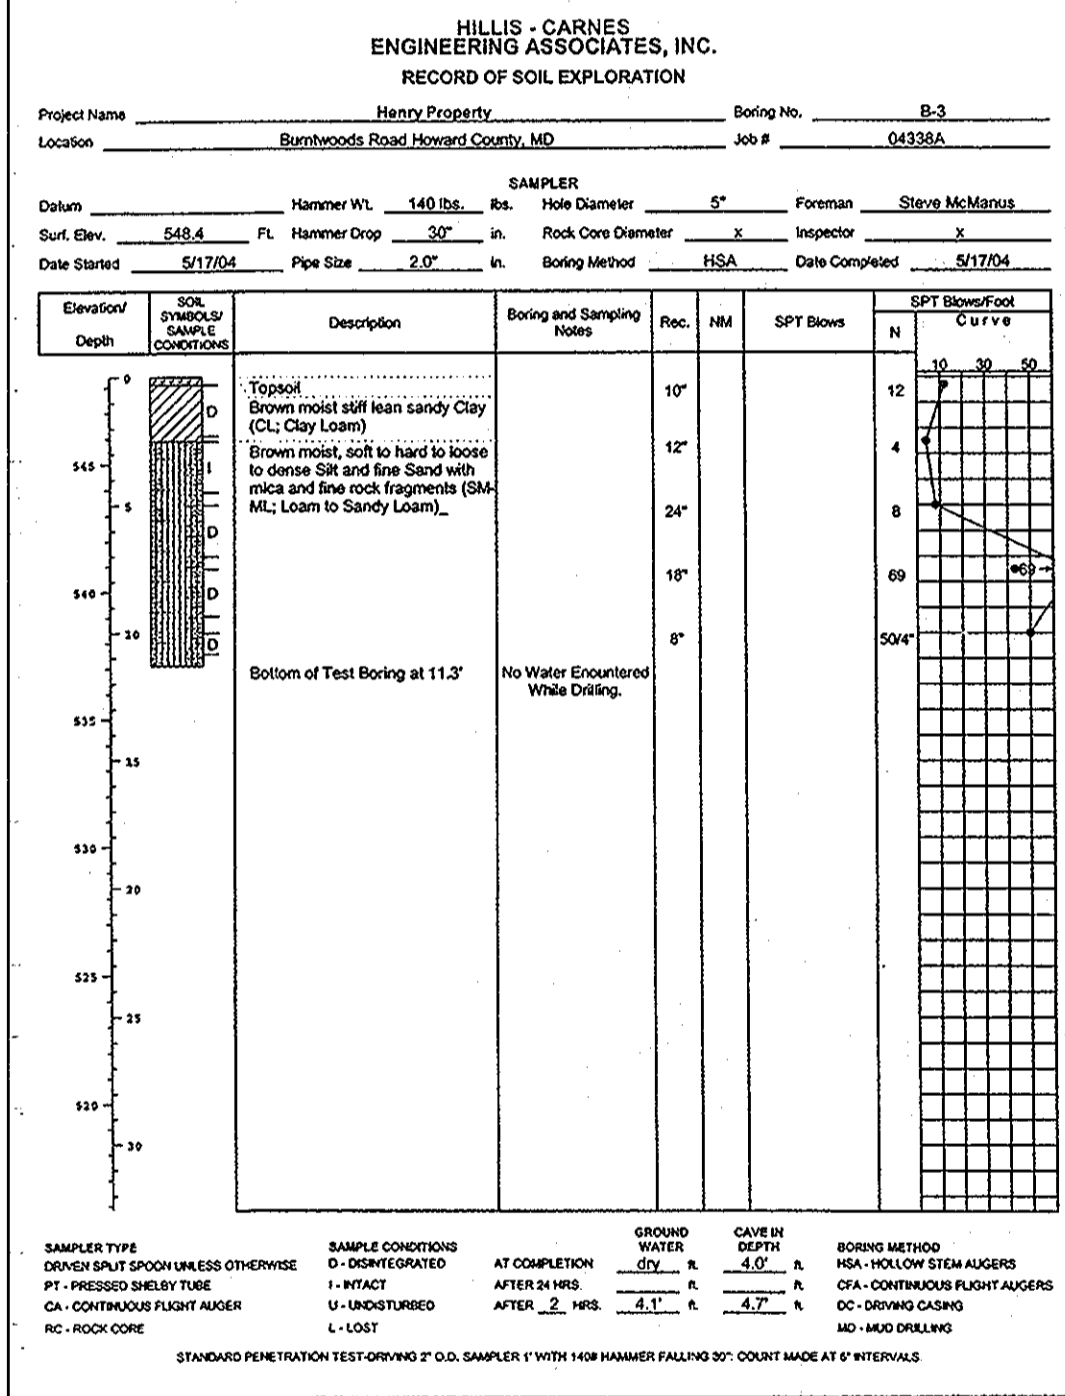 HILLIS - CARNES
ENGINEERING ASSOCIATES, INC.
RECORD OF SOIL EXPLORATION
Project Name Henry Property Boring No. B-3
Location Burntwoods Road Howard County, MD Job # 04338A
SAMPLER
Datum Hammer Wt. 140 lbs. lbs. Hole Diameter 5" Foreman Steve McManus
Surf. Elev. 548.4 Ft. Hammer Drop 30" in. Rock Core Diameter x Inspector x
Date Started 5/17/04 Pipe Size 2.0" in. Boring Method HSA Date Completed 5/17/04
Elevation/ Depth
SOIL SYMBOLS/ SAMPLE CONDITIONS
Description
Boring and Sampling Notes
Rec. NM SPT Blows
SPT Blows/Foot
N Curve
10 30 50
0 Topsoil 10" 12
D Brown moist stiff lean sandy Clay
(CL; Clay Loam)
Brown moist, soft to hard to loose 12" 4
545 I to dense Silt and fine Sand with
mica and fine rock fragments (SM-
5 ML; Loam to Sandy Loam)_ 24" 8
D
18" 69 69
540 D
10 D 8" 50/4"
Bottom of Test Boring at 11.3' No Water Encountered
While Drilling.
535
15
530
20
525
25
520
30
GROUND WATER CAVE IN DEPTH
SAMPLER TYPE SAMPLE CONDITIONS BORING METHOD
DRIVEN SPLIT SPOON UNLESS OTHERWISE D - DISINTEGRATED AT COMPLETION dry ft. 4.0' ft. HSA - HOLLOW STEM AUGERS
PT - PRESSED SHELBY TUBE I - INTACT AFTER 24 HRS. ft. ft. CFA - CONTINUOUS FLIGHT AUGERS
CA - CONTINUOUS FLIGHT AUGER U - UNDISTURBED AFTER 2 HRS. 4.1' ft. 4.7' ft. DC - DRIVING CASING
RC - ROCK CORE L - LOST MD - MUD DRILLING
STANDARD PENETRATION TEST-DRIVING 2" O.D. SAMPLER 1' WITH 140# HAMMER FALLING 30": COUNT MADE AT 6" INTERVALS